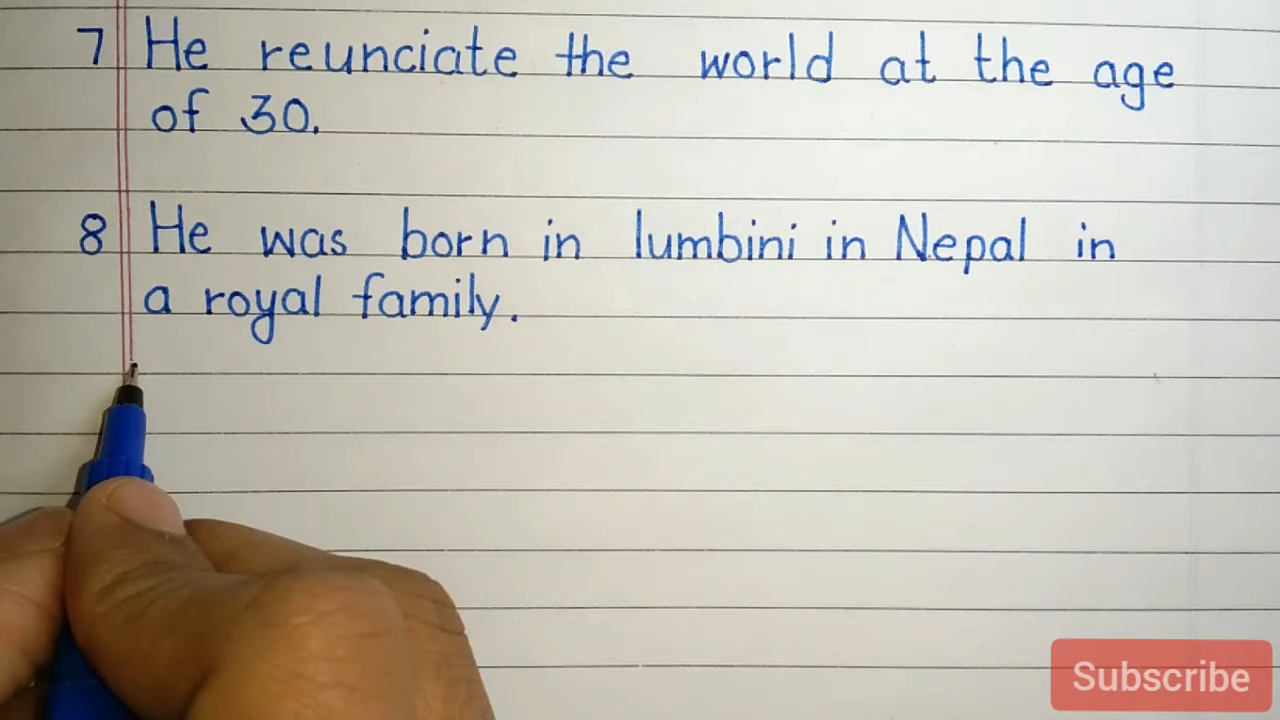 7 He reunciate the world at the age
of 30.
8 He was born in lumbini in Nepal in
a royal family.
Subscribe